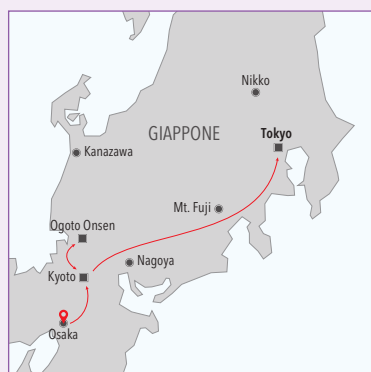 Nikko
GIAPPONE
Tokyo
Kanazawa
Mt. Fuji
Ogoto Onsen
Nagoya
Kyoto
Osaka